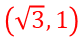 (√3, 1)